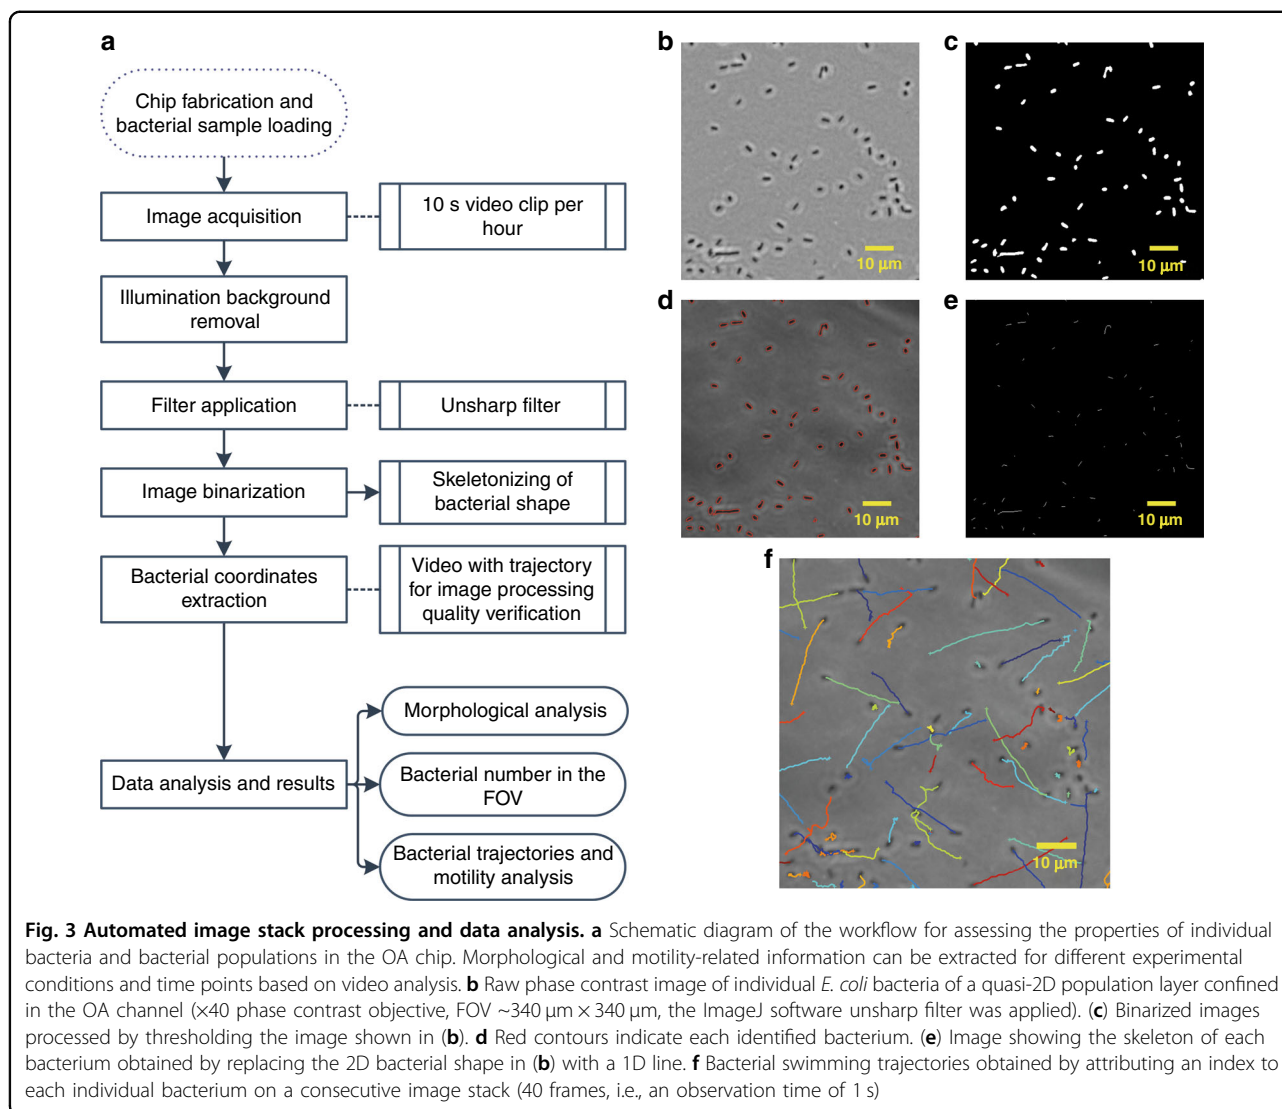 a
Chip fabrication and
bacterial sample loading
Image acquisition
10 s video clip per
hour
Illumination background
removal
Filter application
Unsharp filter
Image binarization
Skeletonizing of
bacterial shape
Bacterial coordinates
extraction
Video with trajectory
for image processing
quality verification
Data analysis and results
Morphological analysis
Bacterial number in the
FOV
Bacterial trajectories and
motility analysis
b
10 µm
c
10 µm
d
10 µm
e
10 µm
f
10 µm
Fig. 3 Automated image stack processing and data analysis. a Schematic diagram of the workflow for assessing the properties of individual
bacteria and bacterial populations in the OA chip. Morphological and motility-related information can be extracted for different experimental
conditions and time points based on video analysis. b Raw phase contrast image of individual E. coli bacteria of a quasi-2D population layer confined
in the OA channel (×40 phase contrast objective, FOV ~340 µm × 340 µm, the ImageJ software unsharp filter was applied). (c) Binarized images
processed by thresholding the image shown in (b). d Red contours indicate each identified bacterium. (e) Image showing the skeleton of each
bacterium obtained by replacing the 2D bacterial shape in (b) with a 1D line. f Bacterial swimming trajectories obtained by attributing an index to
each individual bacterium on a consecutive image stack (40 frames, i.e., an observation time of 1 s)